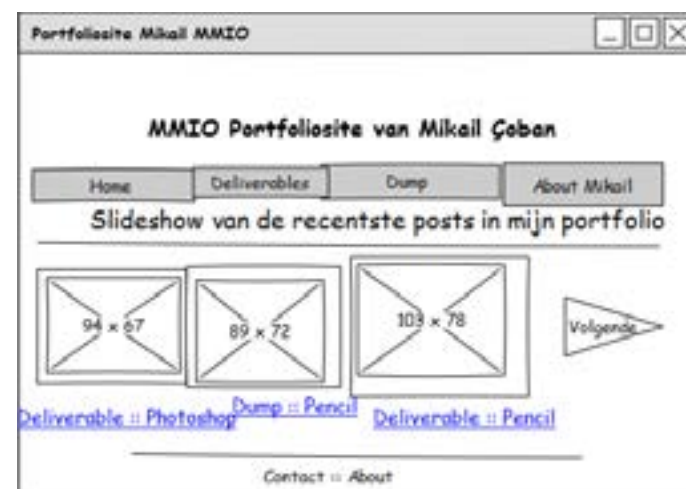 Portfoliosite Mikail MMIO
MMIO Portfoliosite van Mikail Çoban
Home Deliverables Dump About Mikail
Slideshow van de recentste posts in mijn portfolio
94 x 67 89 x 72 103 x 78 Volgende
Deliverable :: Photoshop Dump :: Pencil Deliverable :: Pencil
Contact :: About